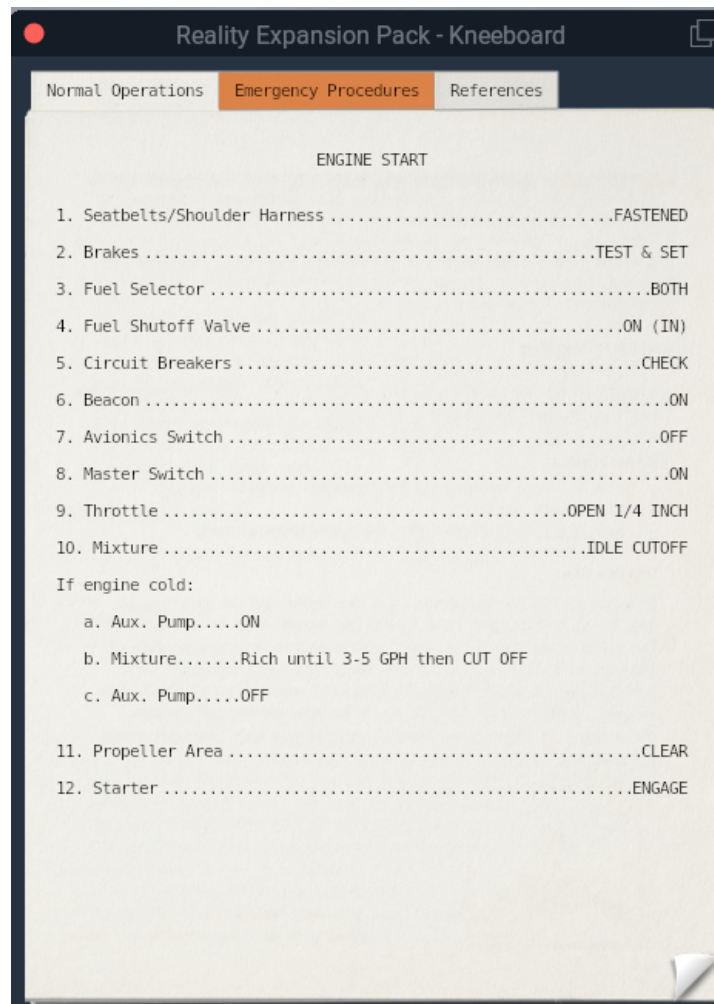 Reality Expansion Pack - Kneeboard
Normal Operations Emergency Procedures References
ENGINE START
1. Seatbelts/Shoulder Harness ...............................FASTENED
2. Brakes .................................................TEST & SET
3. Fuel Selector ................................................BOTH
4. Fuel Shutoff Valve ........................................ON (IN)
5. Circuit Breakers ............................................CHECK
6. Beacon .........................................................ON
7. Avionics Switch ...............................................OFF
8. Master Switch ..................................................ON
9. Throttle ............................................OPEN 1/4 INCH
10. Mixture ..............................................IDLE CUTOFF
If engine cold:
a. Aux. Pump.....ON
b. Mixture.......Rich until 3-5 GPH then CUT OFF
c. Aux. Pump.....OFF
11. Propeller Area .............................................CLEAR
12. Starter ...................................................ENGAGE